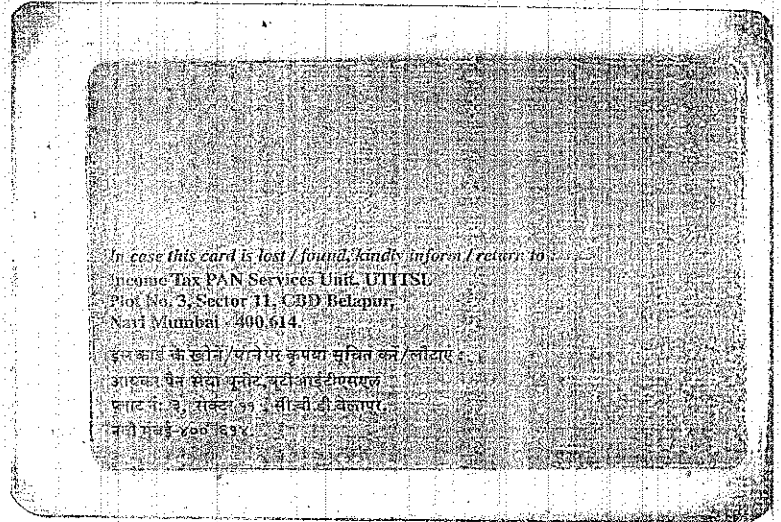 In case this card is lost / found, kindly inform / return to :
Income Tax PAN Services Unit, UTITSL
Plot No. 3, Sector 11, CBD Belapur,
Navi Mumbai - 400 614.
इस कार्ड के खोने/पाने पर कृपया सूचित करें/लौटाएं :
आयकर पैन सेवा यूनीट, यूटीआईटीएसएल
प्लाट नं: ३, सेक्टर ११, सी.बी.डी.बेलापूर,
नवी मुंबई-४०० ६१४.